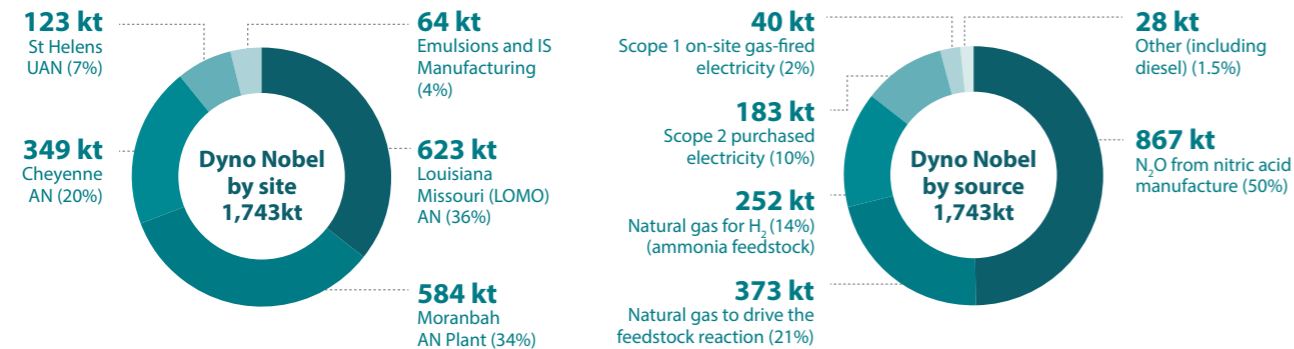 123 kt
St Helens
UAN (7%)
64 kt
Emulsions and IS
Manufacturing
(4%)
349 kt
Cheyenne
AN (20%)
Dyno Nobel
by site
1,743kt
623 kt
Louisiana
Missouri (LOMO)
AN (36%)
584 kt
Moranbah
AN Plant (34%)
40 kt
Scope 1 on-site gas-fired
electricity (2%)
28 kt
Other (including
diesel) (1.5%)
183 kt
Scope 2 purchased
electricity (10%)
Dyno Nobel
by source
1,743kt
867 kt
N₂O from nitric acid
manufacture (50%)
252 kt
Natural gas for H₂ (14%)
(ammonia feedstock)
373 kt
Natural gas to drive the
feedstock reaction (21%)